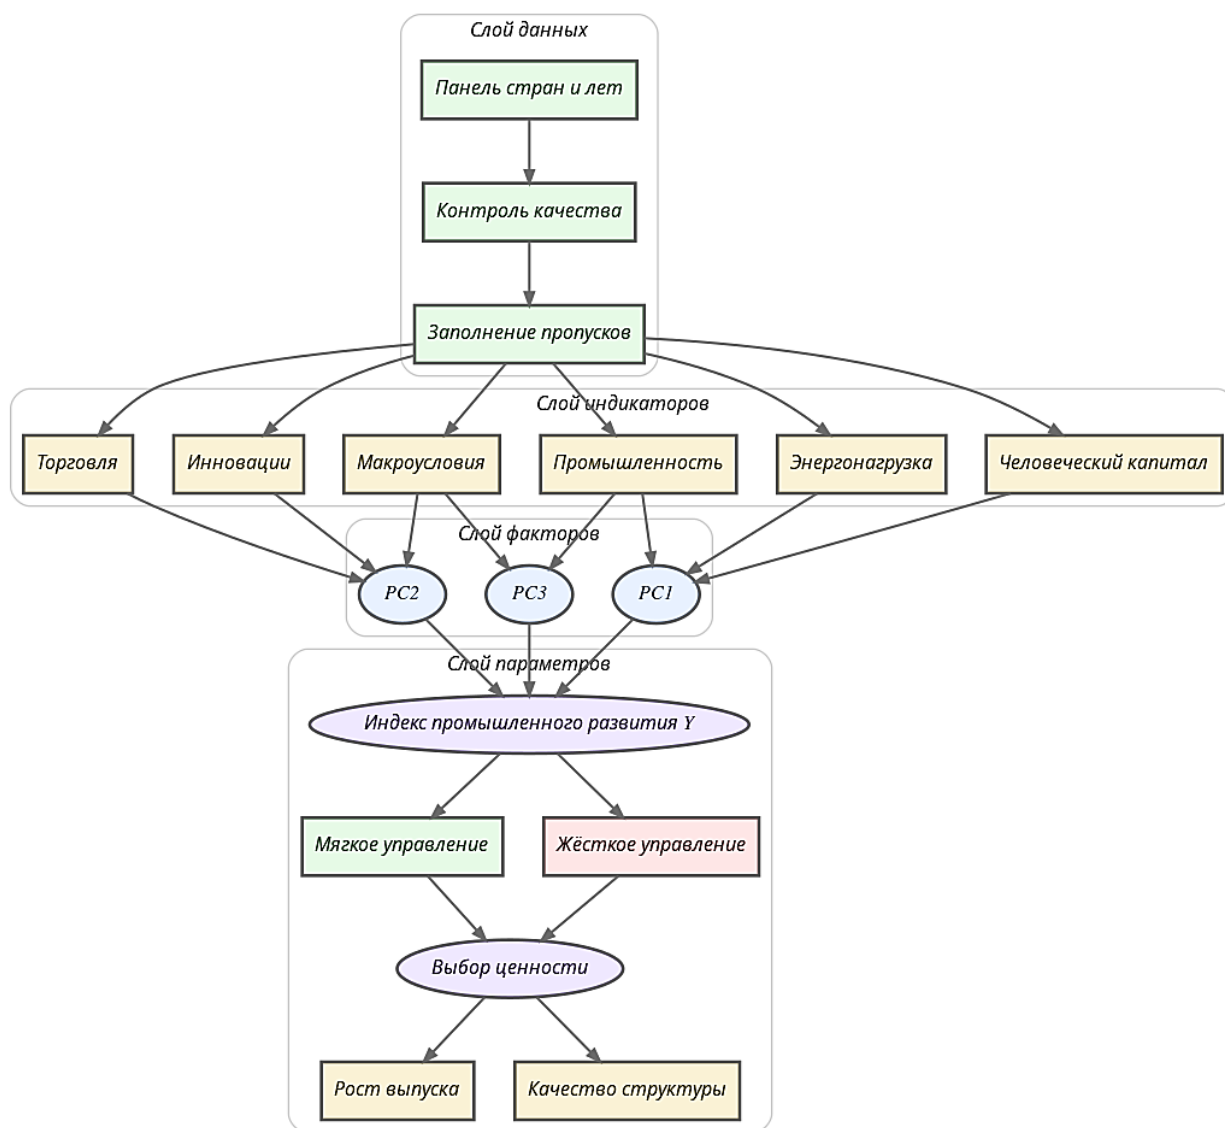 Слой данных
Панель стран и лет
Контроль качества
Заполнение пропусков
Слой индикаторов
Торговля
Инновации
Макроусловия
Промышленность
Энергонагрузка
Человеческий капитал
Слой факторов
PC2
PC3
PC1
Слой параметров
Индекс промышленного развития Y
Мягкое управление
Жёсткое управление
Выбор ценности
Рост выпуска
Качество структуры